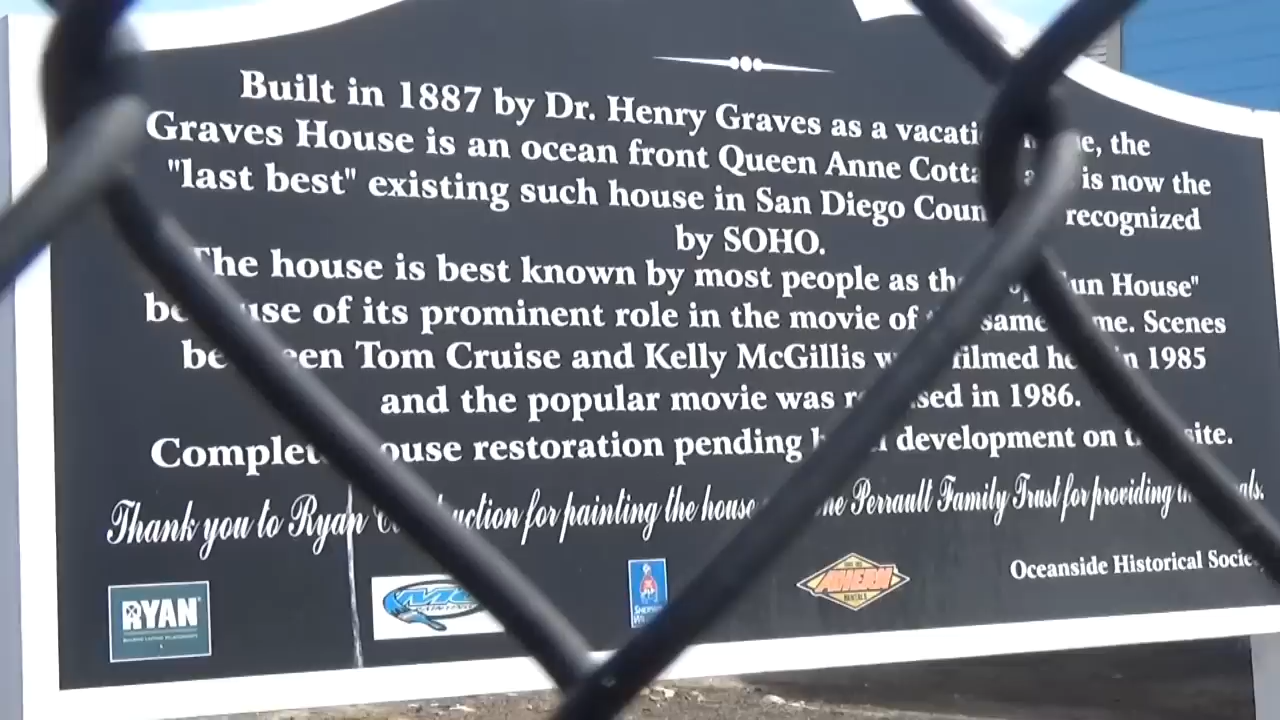 Built in 1887 by Dr. Henry Graves as a vacation home, the
Graves House is an ocean front Queen Anne Cottage and is now the
"last best" existing such house in San Diego County recognized
by SOHO.
The house is best known by most people as the "Top Gun House"
because of its prominent role in the movie of the same name. Scenes
between Tom Cruise and Kelly McGillis were filmed here in 1985
and the popular movie was released in 1986.
Complete house restoration pending hotel development on this site.
Thank you to Ryan Construction for painting the house and the Perrault Family Trust for providing the
Oceanside Historical Society
RYAN
AHERN
RENTALS